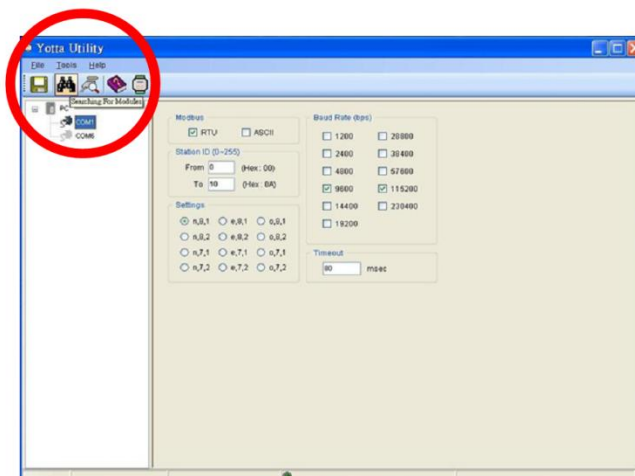 Yotta Utility
File Tools Help
Searching For Modules
PC
COM1
COM6
Modbus
RTU
ASCII
Station ID (0~255)
From 0 (Hex : 00)
To 10 (Hex : 0A)
Settings
n,8,1 e,8,1 o,8,1
n,8,2 e,8,2 o,8,2
n,7,1 e,7,1 o,7,1
n,7,2 e,7,2 o,7,2
Baud Rate (bps)
1200 28800
2400 38400
4800 57600
9600 115200
14400 230400
19200
Timeout
80 msec